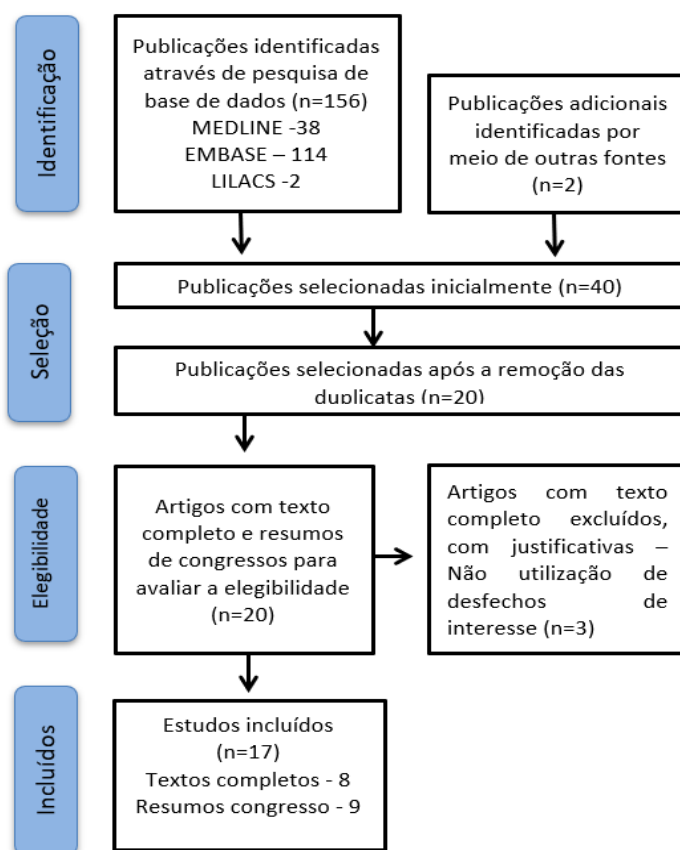 Identificação
Publicações identificadas
através de pesquisa de
base de dados (n=156)
MEDLINE -38
EMBASE – 114
LILACS -2
Publicações adicionais
identificadas por
meio de outras fontes
(n=2)
Seleção
Publicações selecionadas inicialmente (n=40)
Publicações selecionadas após a remoção das
duplicatas (n=20)
Elegibilidade
Artigos com texto
completo e resumos
de congressos para
avaliar a elegibilidade
(n=20)
Artigos com texto
completo excluídos,
com justificativas –
Não utilização de
desfechos de
interesse (n=3)
Incluídos
Estudos incluídos
(n=17)
Textos completos - 8
Resumos congresso - 9